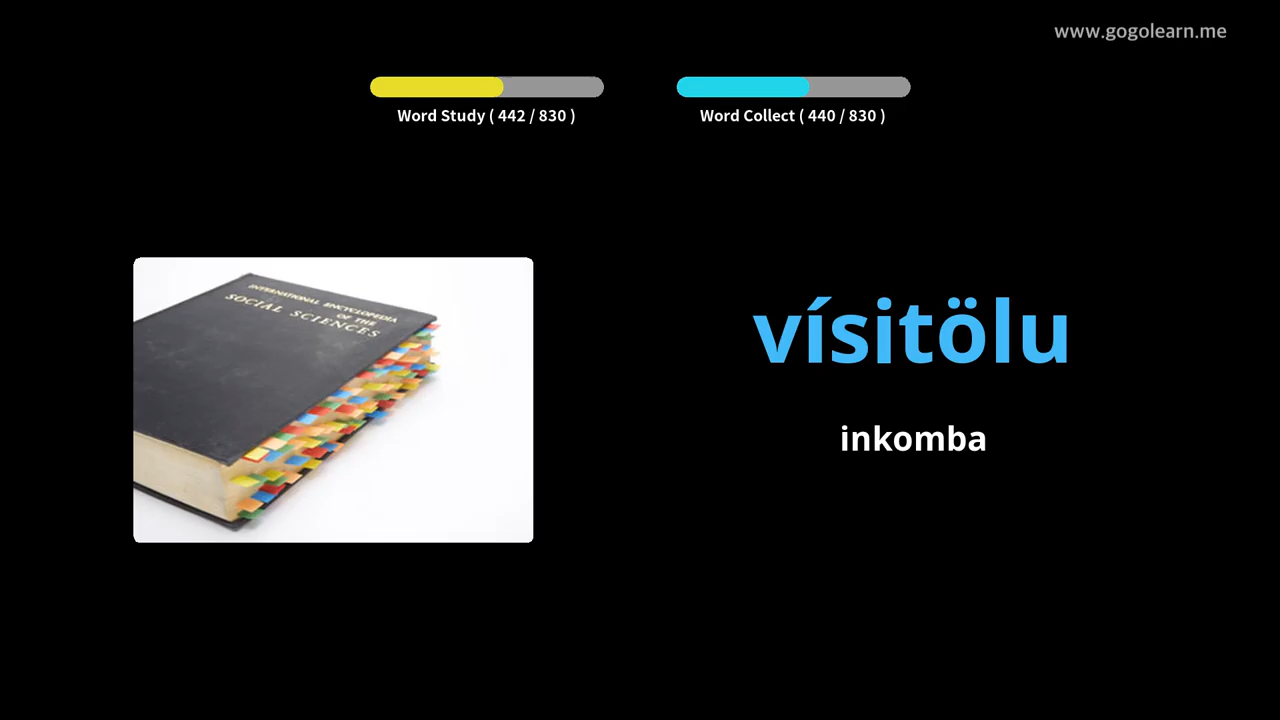 www.gogolearn.me
Word Study ( 442 / 830 )
Word Collect ( 440 / 830 )
INTERNATIONAL ENCYCLOPEDIA
OF THE
SOCIAL SCIENCES
vísitölu
inkomba